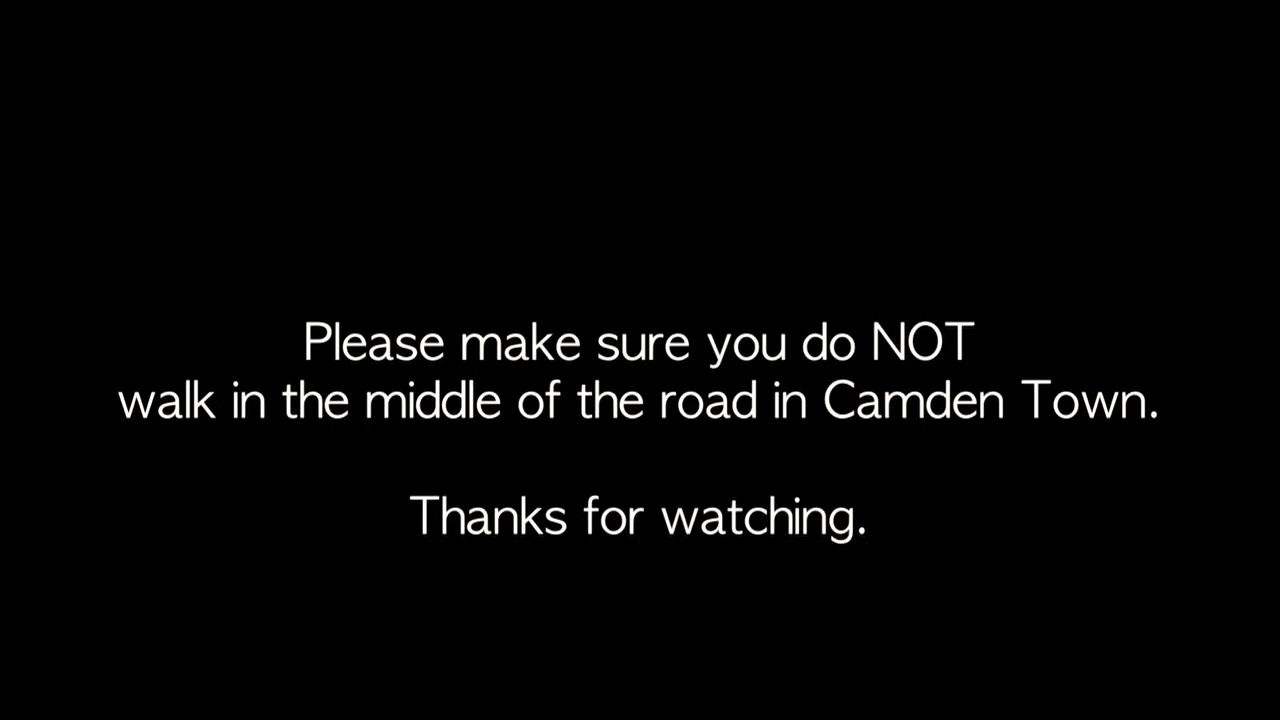 Please make sure you do NOT
walk in the middle of the road in Camden Town.
Thanks for watching.